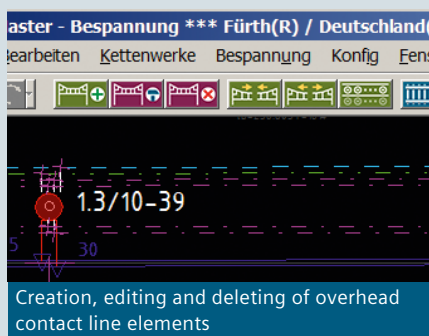 aster - Bespannung *** Fürth(R) / Deutschland(
Bearbeiten Kettenwerke Bespannung Konfig Fens
1.3/10-39
5 30
Creation, editing and deleting of overhead
contact line elements